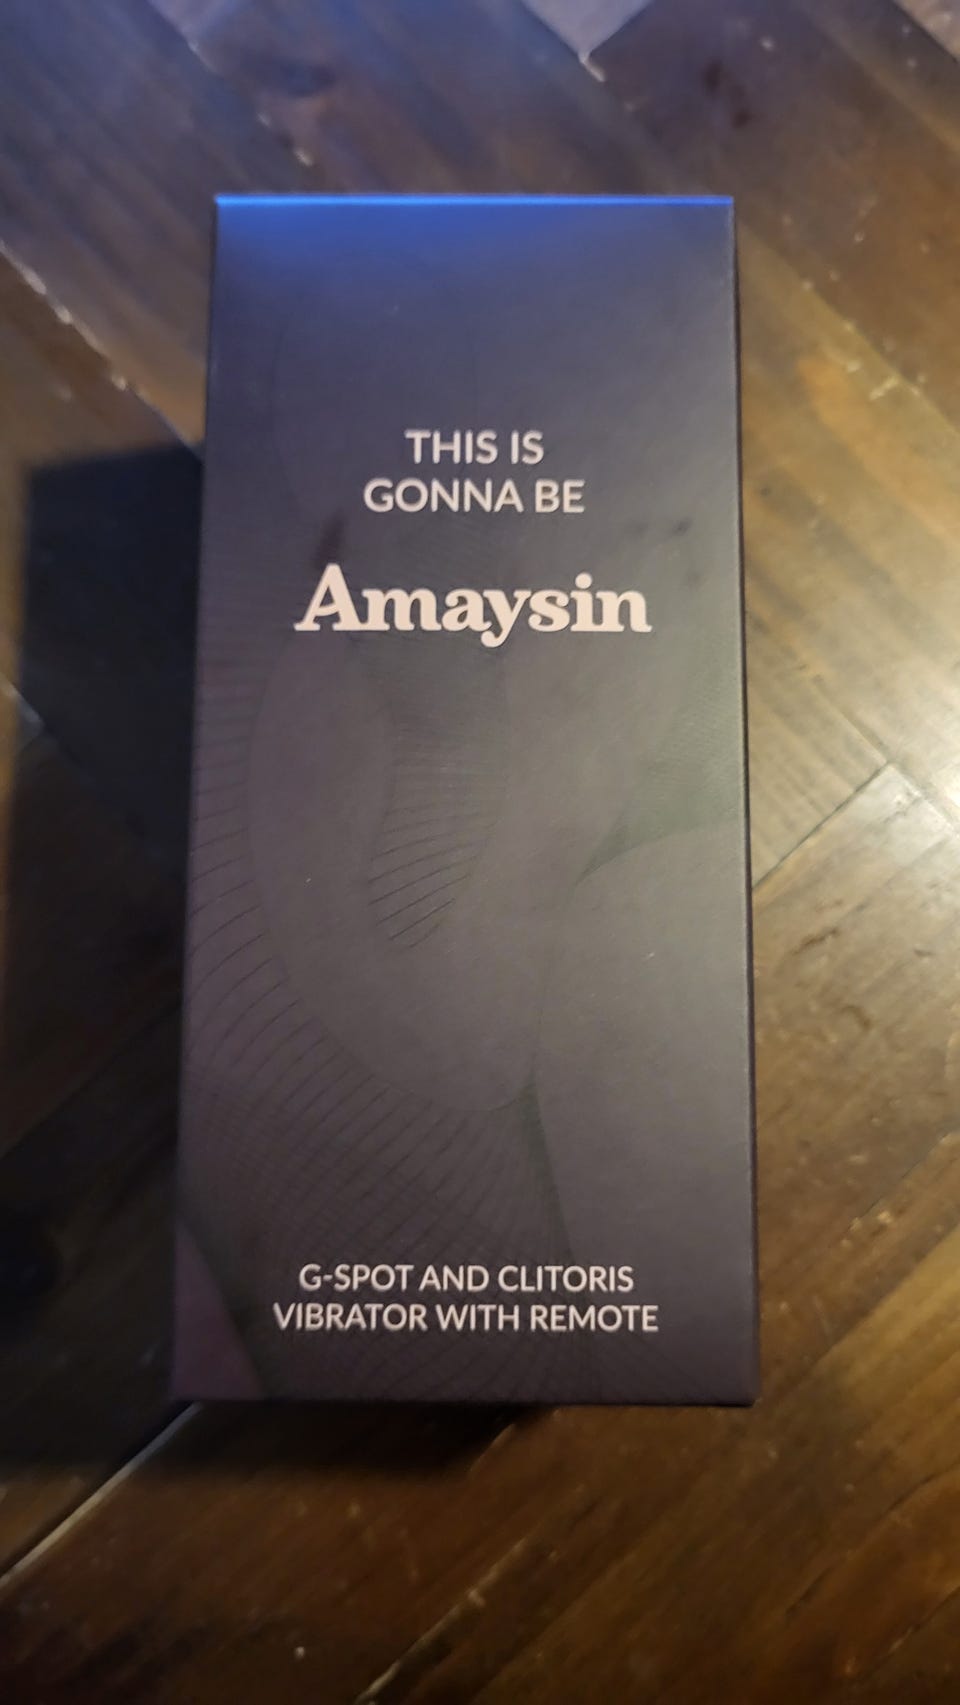 THIS IS
GONNA BE
Amaysin
G-SPOT AND CLITORIS
VIBRATOR WITH REMOTE